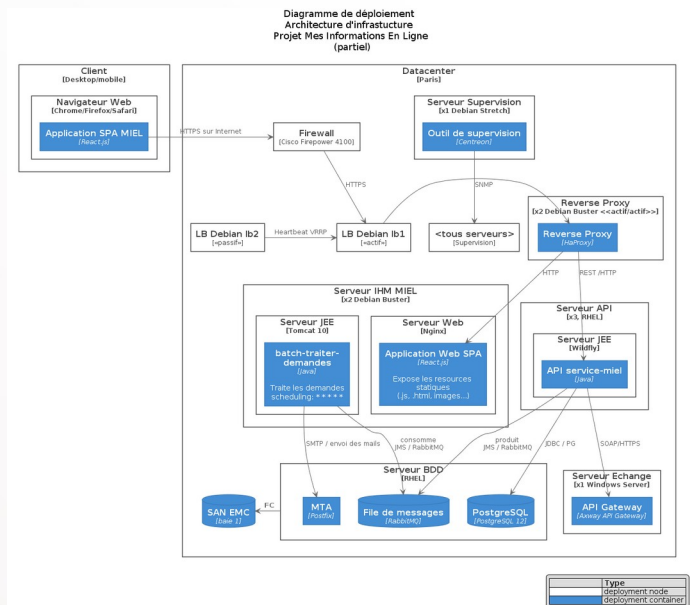 Diagramme de déploiement
Architecture d'infrastucture
Projet Mes Informations En Ligne
(partiel)
Client
[Desktop/mobile]
Navigateur Web
[Chrome/Firefox/Safari]
Application SPA MIEL
[React.js]
HTTPS sur Internet
Datacenter
[Paris]
Firewall
[Cisco Firepower 4100]
HTTPS
Serveur Supervision
[x1 Debian Stretch]
Outil de supervision
[Centreon]
SNMP
LB Debian lb2
[«passif»]
Heartbeat VRRP
LB Debian lb1
[«actif»]
<tous serveurs>
[Supervision]
Reverse Proxy
[x2 Debian Buster <<actif/actif>>]
Reverse Proxy
[HaProxy]
HTTP
REST /HTTP
Serveur IHM MIEL
[x2 Debian Buster]
Serveur JEE
[Tomcat 10]
batch-traiter-
demandes
[Java]
Traite les demandes
scheduling: * * * * *
Serveur Web
[Nginx]
Application Web SPA
[React.js]
Expose les resources
statiques
(.js, .html, images...)
Serveur API
[x3, RHEL]
Serveur JEE
[Wildfly]
API service-miel
[Java]
SMTP / envoi des mails
consomme
JMS / RabbitMQ
produit
JMS / RabbitMQ
JDBC / PG
SOAP/HTTPS
Serveur BDD
[RHEL]
SAN EMC
[baie 1]
FC
MTA
[Postfix]
File de messages
[RabbitMQ]
PostgreSQL
[PostgreSQL 12]
Serveur Echange
[x1 Windows Server]
API Gateway
[Axway API Gateway]
Type
deployment node
deployment container